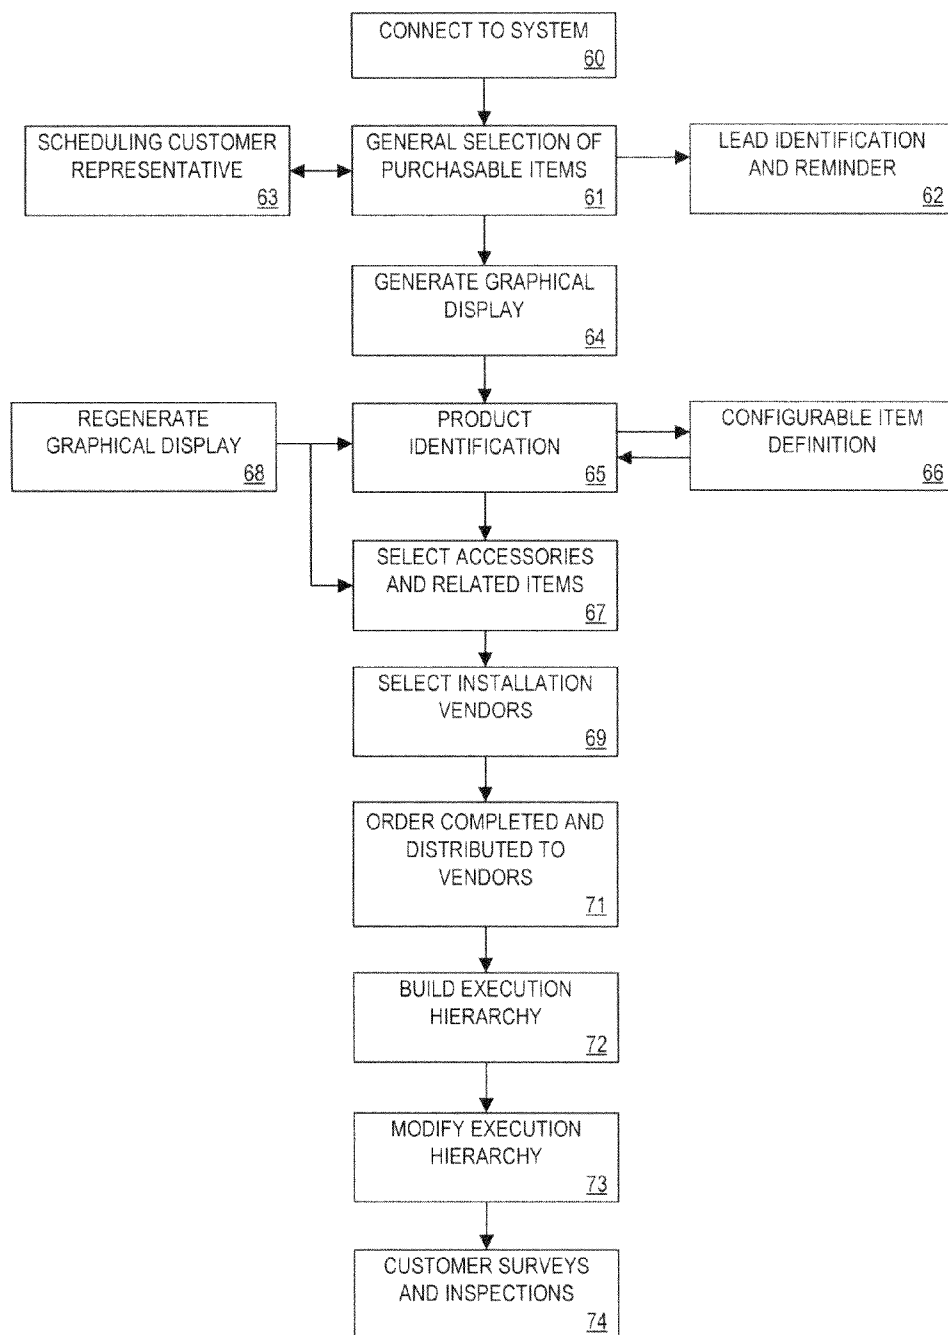 CONNECT TO SYSTEM
60
SCHEDULING CUSTOMER
REPRESENTATIVE
63
GENERAL SELECTION OF
PURCHASABLE ITEMS
61
LEAD IDENTIFICATION
AND REMINDER
62
GENERATE GRAPHICAL
DISPLAY
64
REGENERATE
GRAPHICAL DISPLAY
68
PRODUCT
IDENTIFICATION
65
CONFIGURABLE ITEM
DEFINITION
66
SELECT ACCESSORIES
AND RELATED ITEMS
67
SELECT INSTALLATION
VENDORS
69
ORDER COMPLETED AND
DISTRIBUTED TO
VENDORS
71
BUILD EXECUTION
HIERARCHY
72
MODIFY EXECUTION
HIERARCHY
73
CUSTOMER SURVEYS
AND INSPECTIONS
74